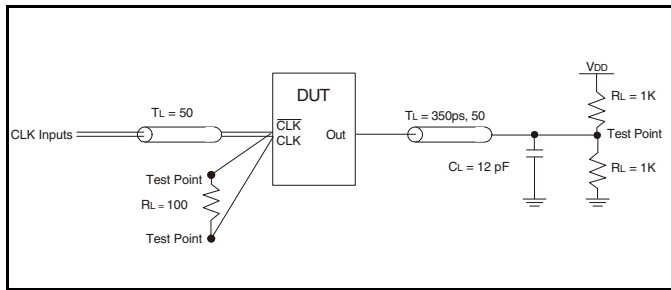 VDD
DUT
RL = 1K
TL = 50
TL = 350ps, 50
CLK
CLK Inputs
CLK
Out
Test Point
CL = 12 pF
Test Point
RL = 1K
RL = 100
Test Point